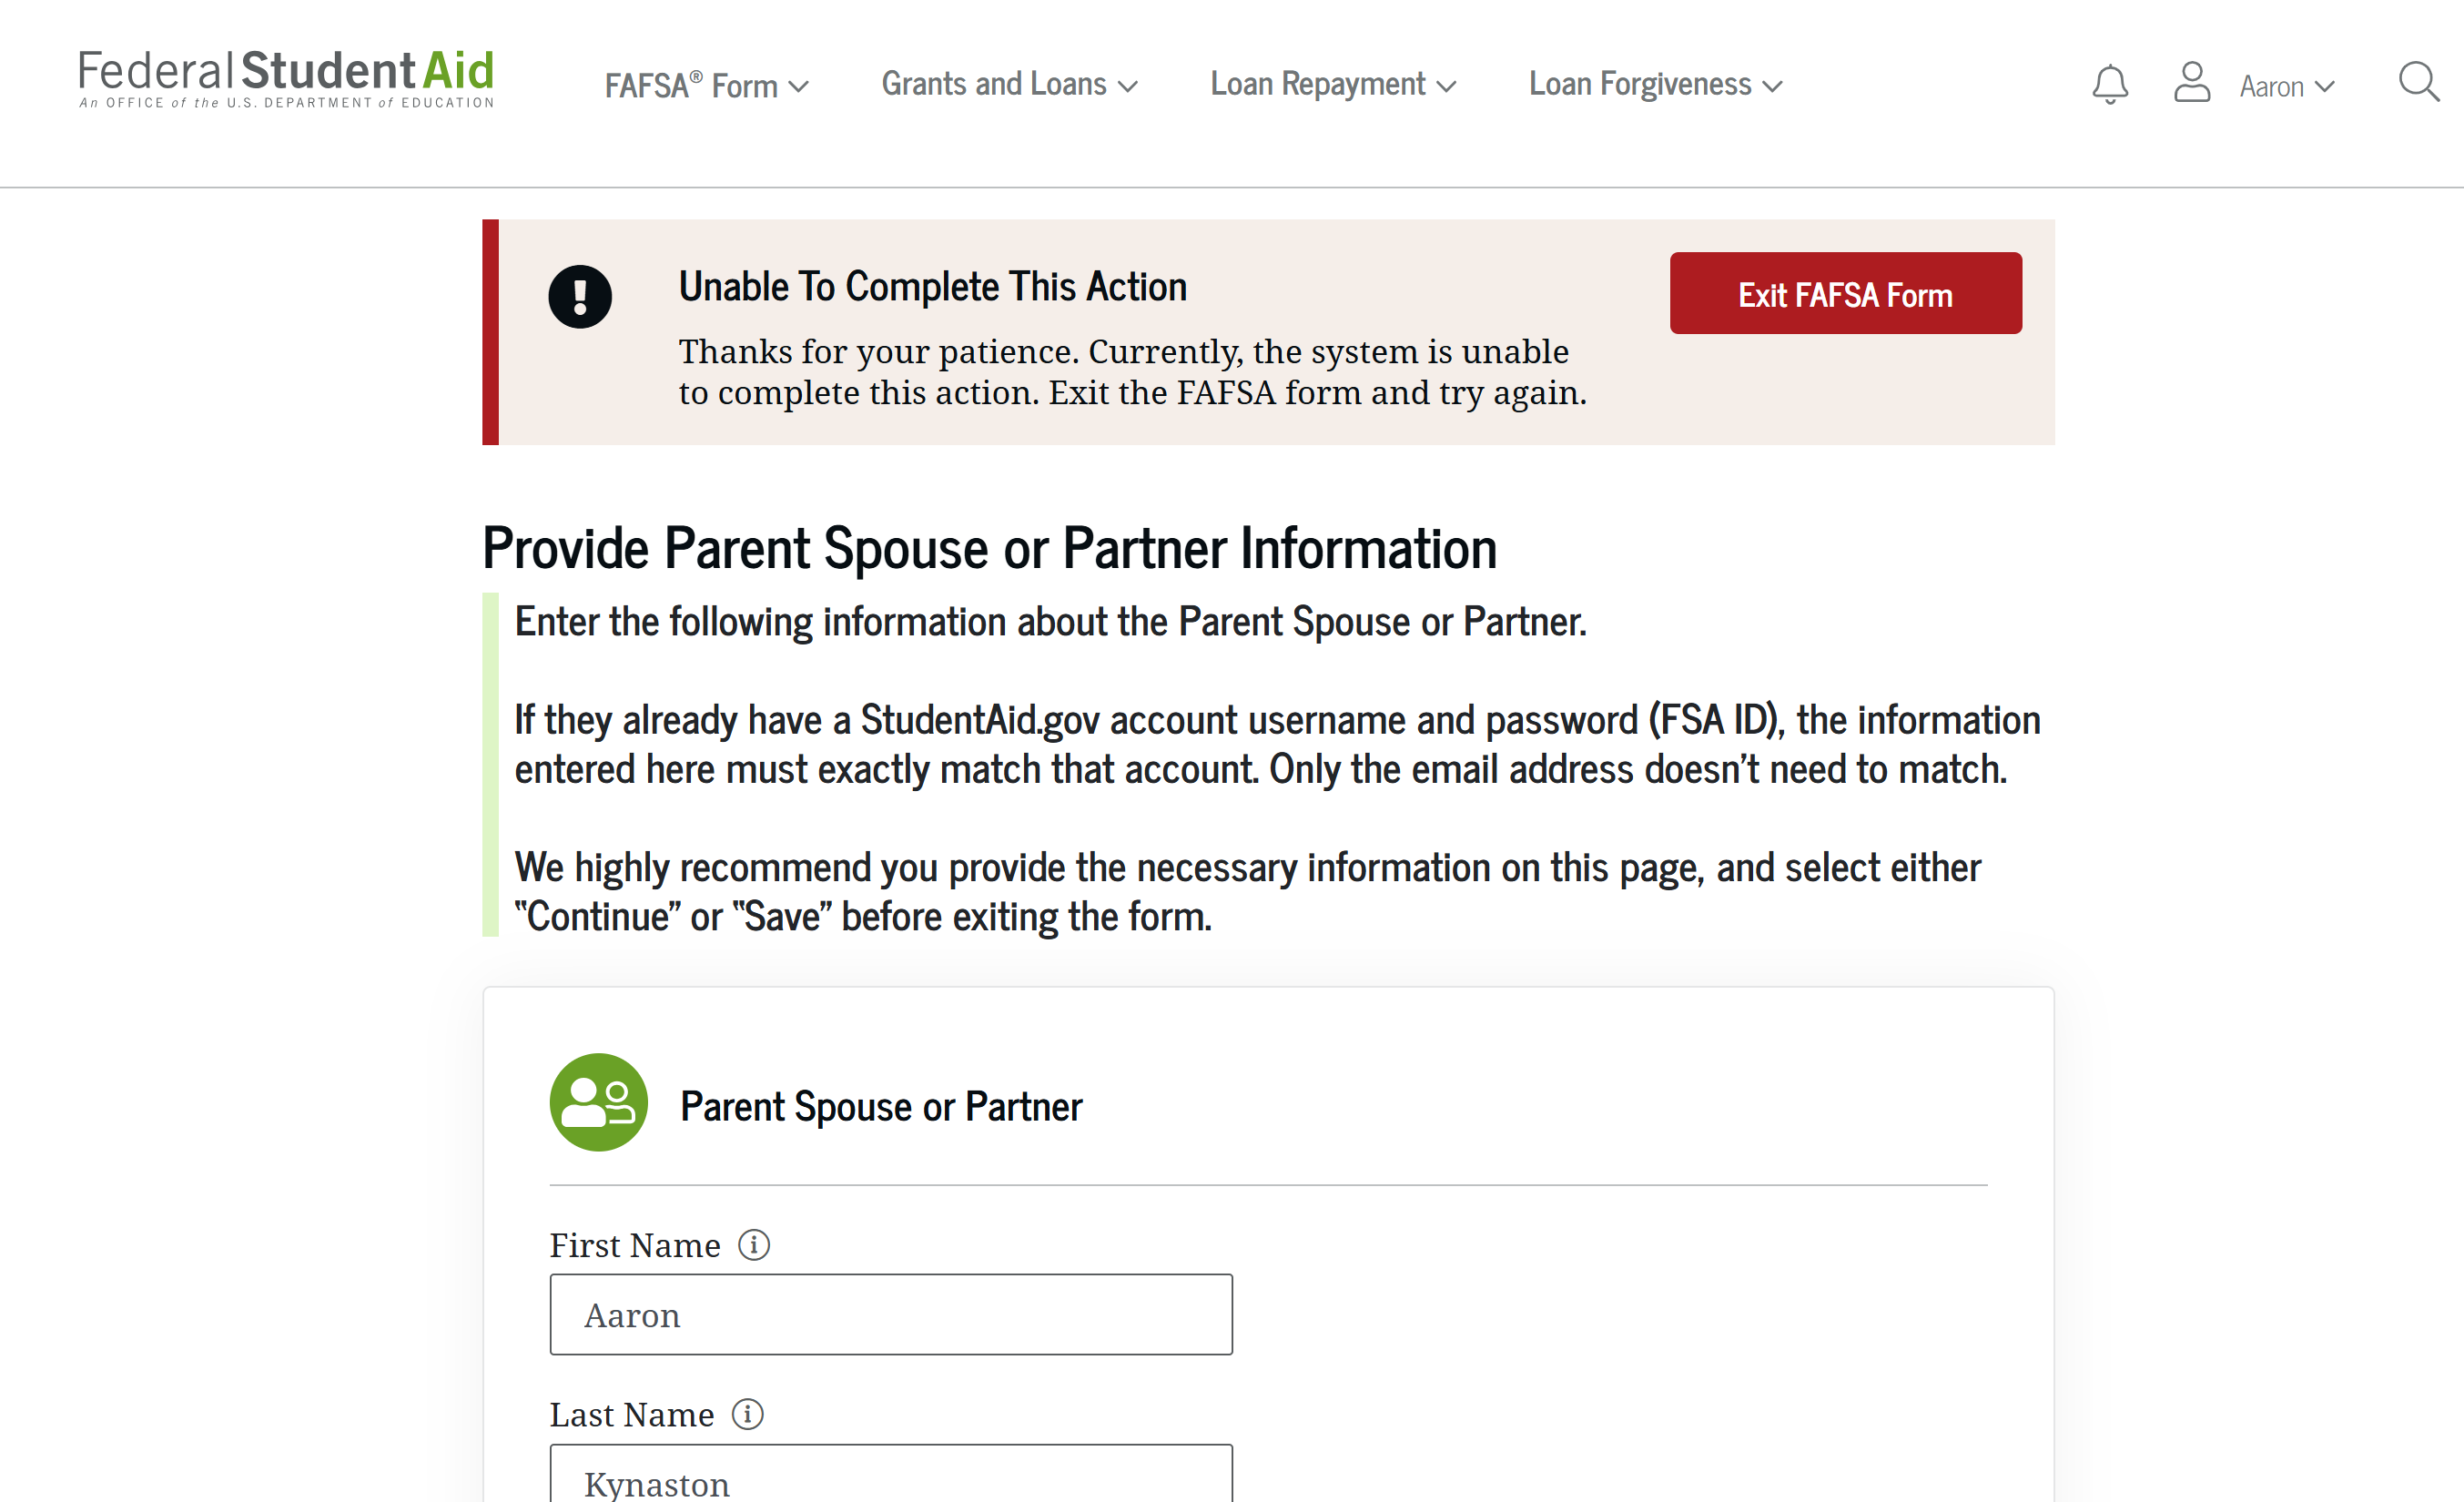 Federal Student Aid
An OFFICE of the U.S. DEPARTMENT of EDUCATION
FAFSA® Form
Grants and Loans
Loan Repayment
Loan Forgiveness
Aaron
Unable To Complete This Action
Exit FAFSA Form
Thanks for your patience. Currently, the system is unable
to complete this action. Exit the FAFSA form and try again.
Provide Parent Spouse or Partner Information
Enter the following information about the Parent Spouse or Partner.
If they already have a StudentAid.gov account username and password (FSA ID), the information
entered here must exactly match that account. Only the email address doesn’t need to match.
We highly recommend you provide the necessary information on this page, and select either
“Continue” or “Save” before exiting the form.
Parent Spouse or Partner
First Name
Aaron
Last Name
Kynaston